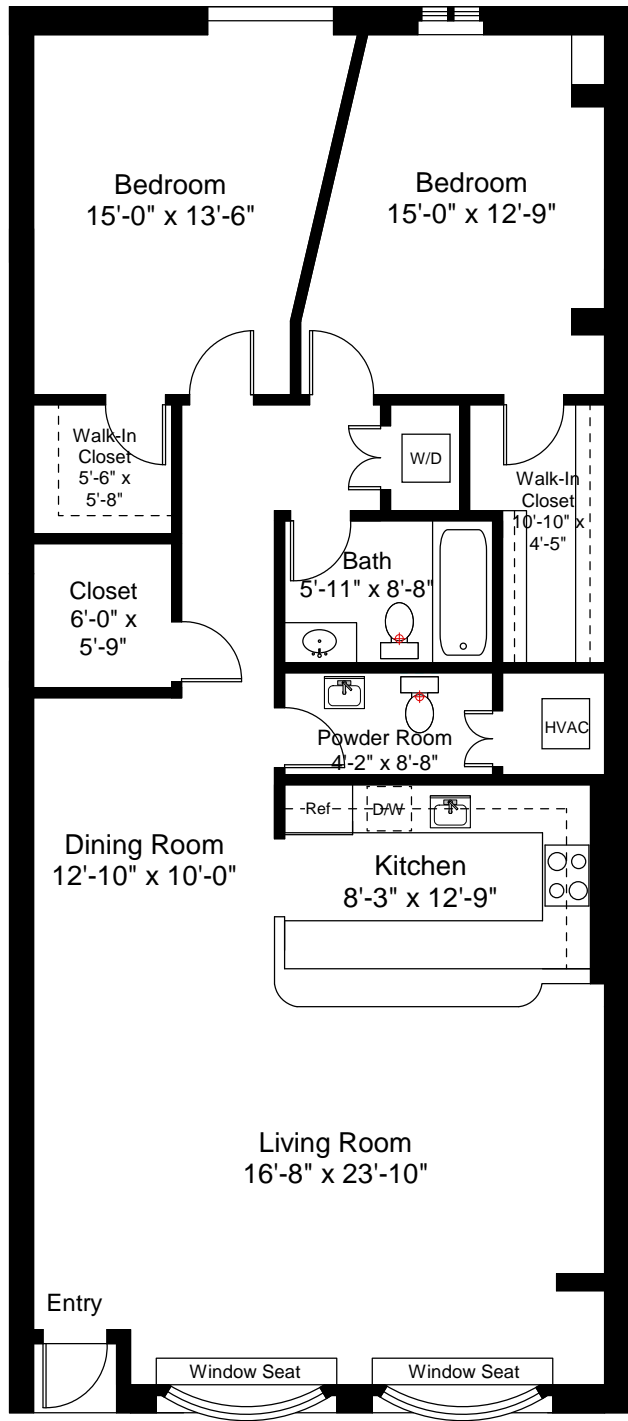 Bedroom
15'-0" x 13'-6"
Bedroom
15'-0" x 12'-9"
Walk-In
Closet
5'-6" x
5'-8"
W/D
Walk-In
Closet
10'-10" x
4'-5"
Bath
5'-11" x 8'-8"
Closet
6'-0" x
5'-9"
Powder Room
4'-2" x 8'-8"
HVAC
Ref
D/W
Dining Room
12'-10" x 10'-0"
Kitchen
8'-3" x 12'-9"
Living Room
16'-8" x 23'-10"
Entry
Window Seat
Window Seat